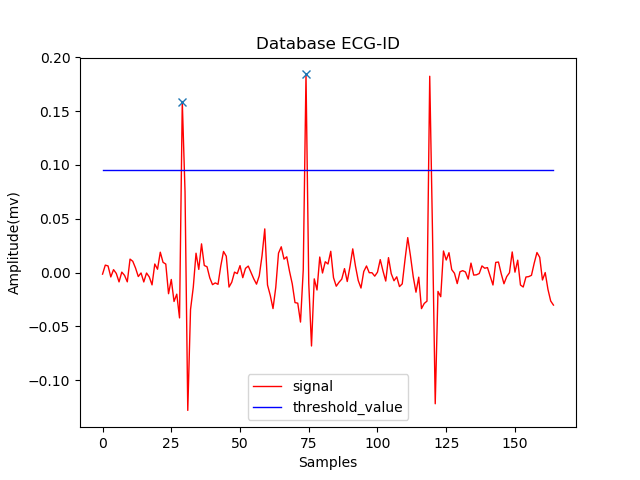 Database ECG-ID
0.20
0.15
0.10
0.05
0.00
−0.05
−0.10
Amplitude(mv)
signal
threshold_value
0 25 50 75 100 125 150
Samples